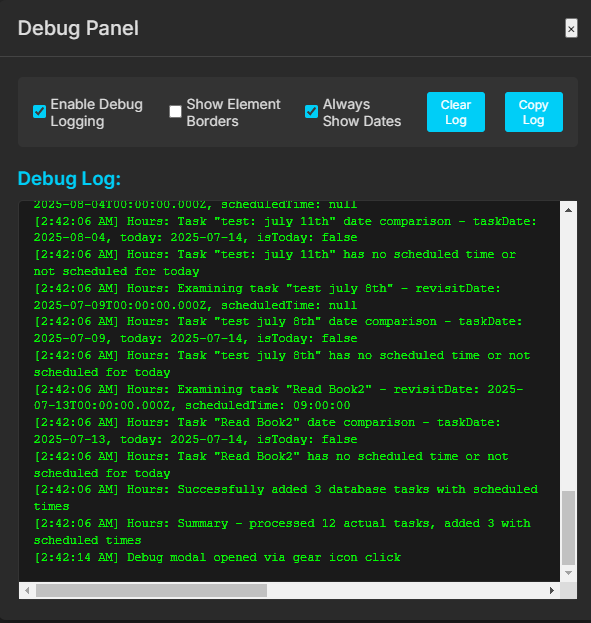 Debug Panel
×
Enable Debug
Logging
Show Element
Borders
Always
Show Dates
Clear
Log
Copy
Log
Debug Log:
2025-08-04T00:00:00.000Z, scheduledTime: null
[2:42:06 AM] Hours: Task "test: july 11th" date comparison - taskDate:
2025-08-04, today: 2025-07-14, isToday: false
[2:42:06 AM] Hours: Task "test: july 11th" has no scheduled time or
not scheduled for today
[2:42:06 AM] Hours: Examining task "test july 8th" - revisitDate:
2025-07-09T00:00:00.000Z, scheduledTime: null
[2:42:06 AM] Hours: Task "test july 8th" date comparison - taskDate:
2025-07-09, today: 2025-07-14, isToday: false
[2:42:06 AM] Hours: Task "test july 8th" has no scheduled time or not
scheduled for today
[2:42:06 AM] Hours: Examining task "Read Book2" - revisitDate: 2025-
07-13T00:00:00.000Z, scheduledTime: 09:00:00
[2:42:06 AM] Hours: Task "Read Book2" date comparison - taskDate:
2025-07-13, today: 2025-07-14, isToday: false
[2:42:06 AM] Hours: Task "Read Book2" has no scheduled time or not
scheduled for today
[2:42:06 AM] Hours: Successfully added 3 database tasks with scheduled
times
[2:42:06 AM] Hours: Summary - processed 12 actual tasks, added 3 with
scheduled times
[2:42:14 AM] Debug modal opened via gear icon click